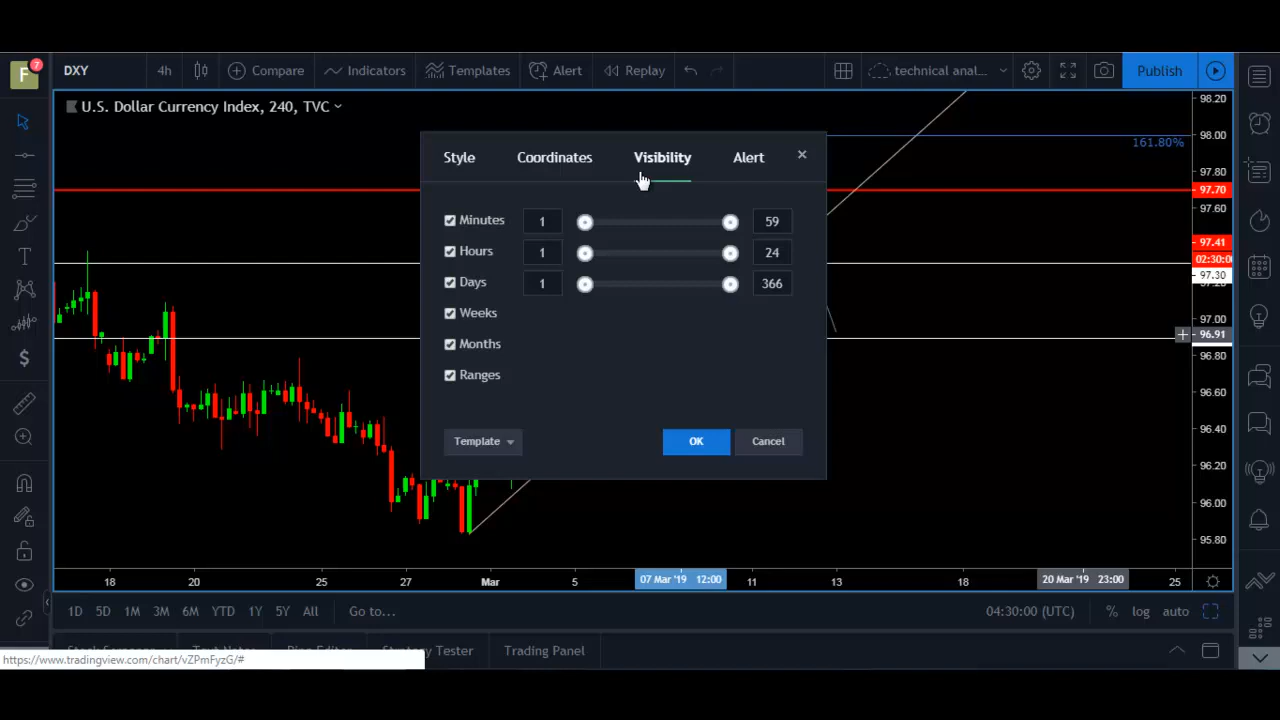 F 7 DXY 4h Compare Indicators Templates Alert Replay technical anal... Publish
U.S. Dollar Currency Index, 240, TVC
98.20
98.00
161.80%
97.80
97.70
97.60
97.41
02:30:0
97.30
97.00
96.91
96.80
96.60
96.40
96.20
96.00
95.80
Style Coordinates Visibility Alert
Minutes 1 59
Hours 1 24
Days 1 366
Weeks
Months
Ranges
Template OK Cancel
18 20 25 27 Mar 5 07 Mar '19 12:00 11 13 18 20 Mar '19 23:00 25
1D 5D 1M 3M 6M YTD 1Y 5Y All Go to... 04:30:00 (UTC) % log auto
Tester Trading Panel
https://www.tradingview.com/chart/vZPmFyzG/#